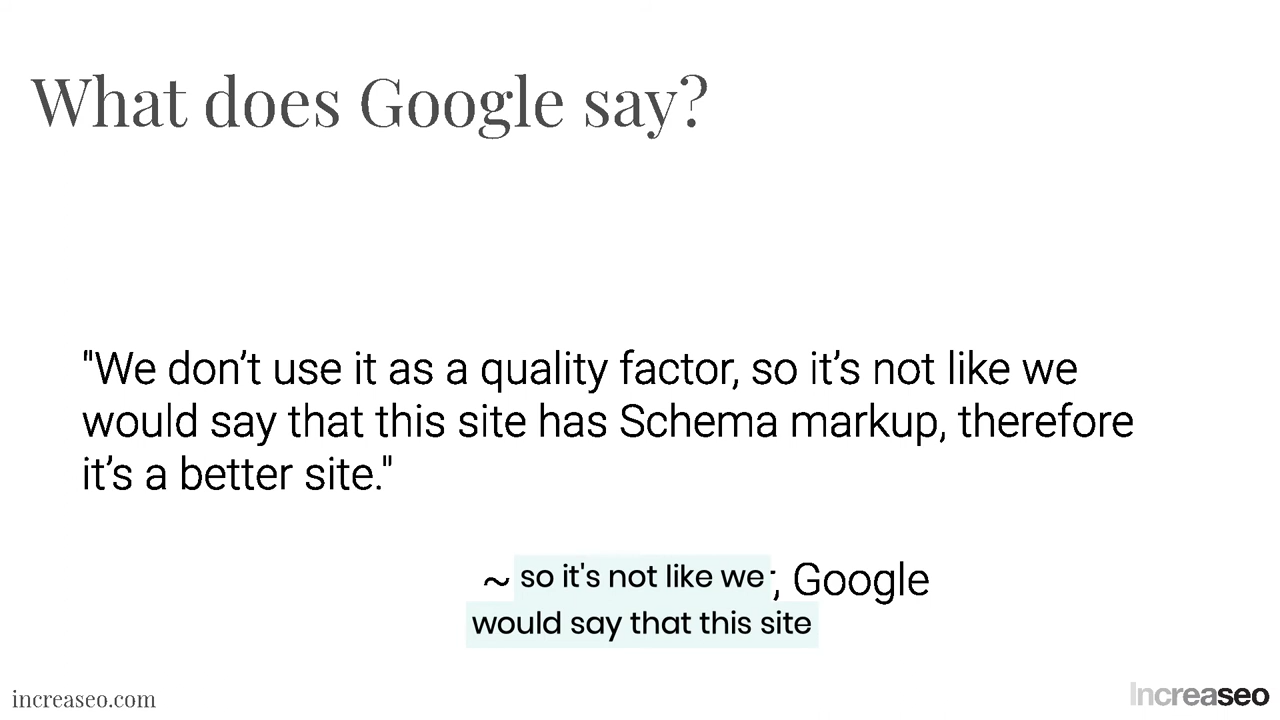 What does Google say?
"We don’t use it as a quality factor, so it’s not like we
would say that this site has Schema markup, therefore
it’s a better site."
~ , Google
so it's not like we
would say that this site
increaseo.com
Increaseo